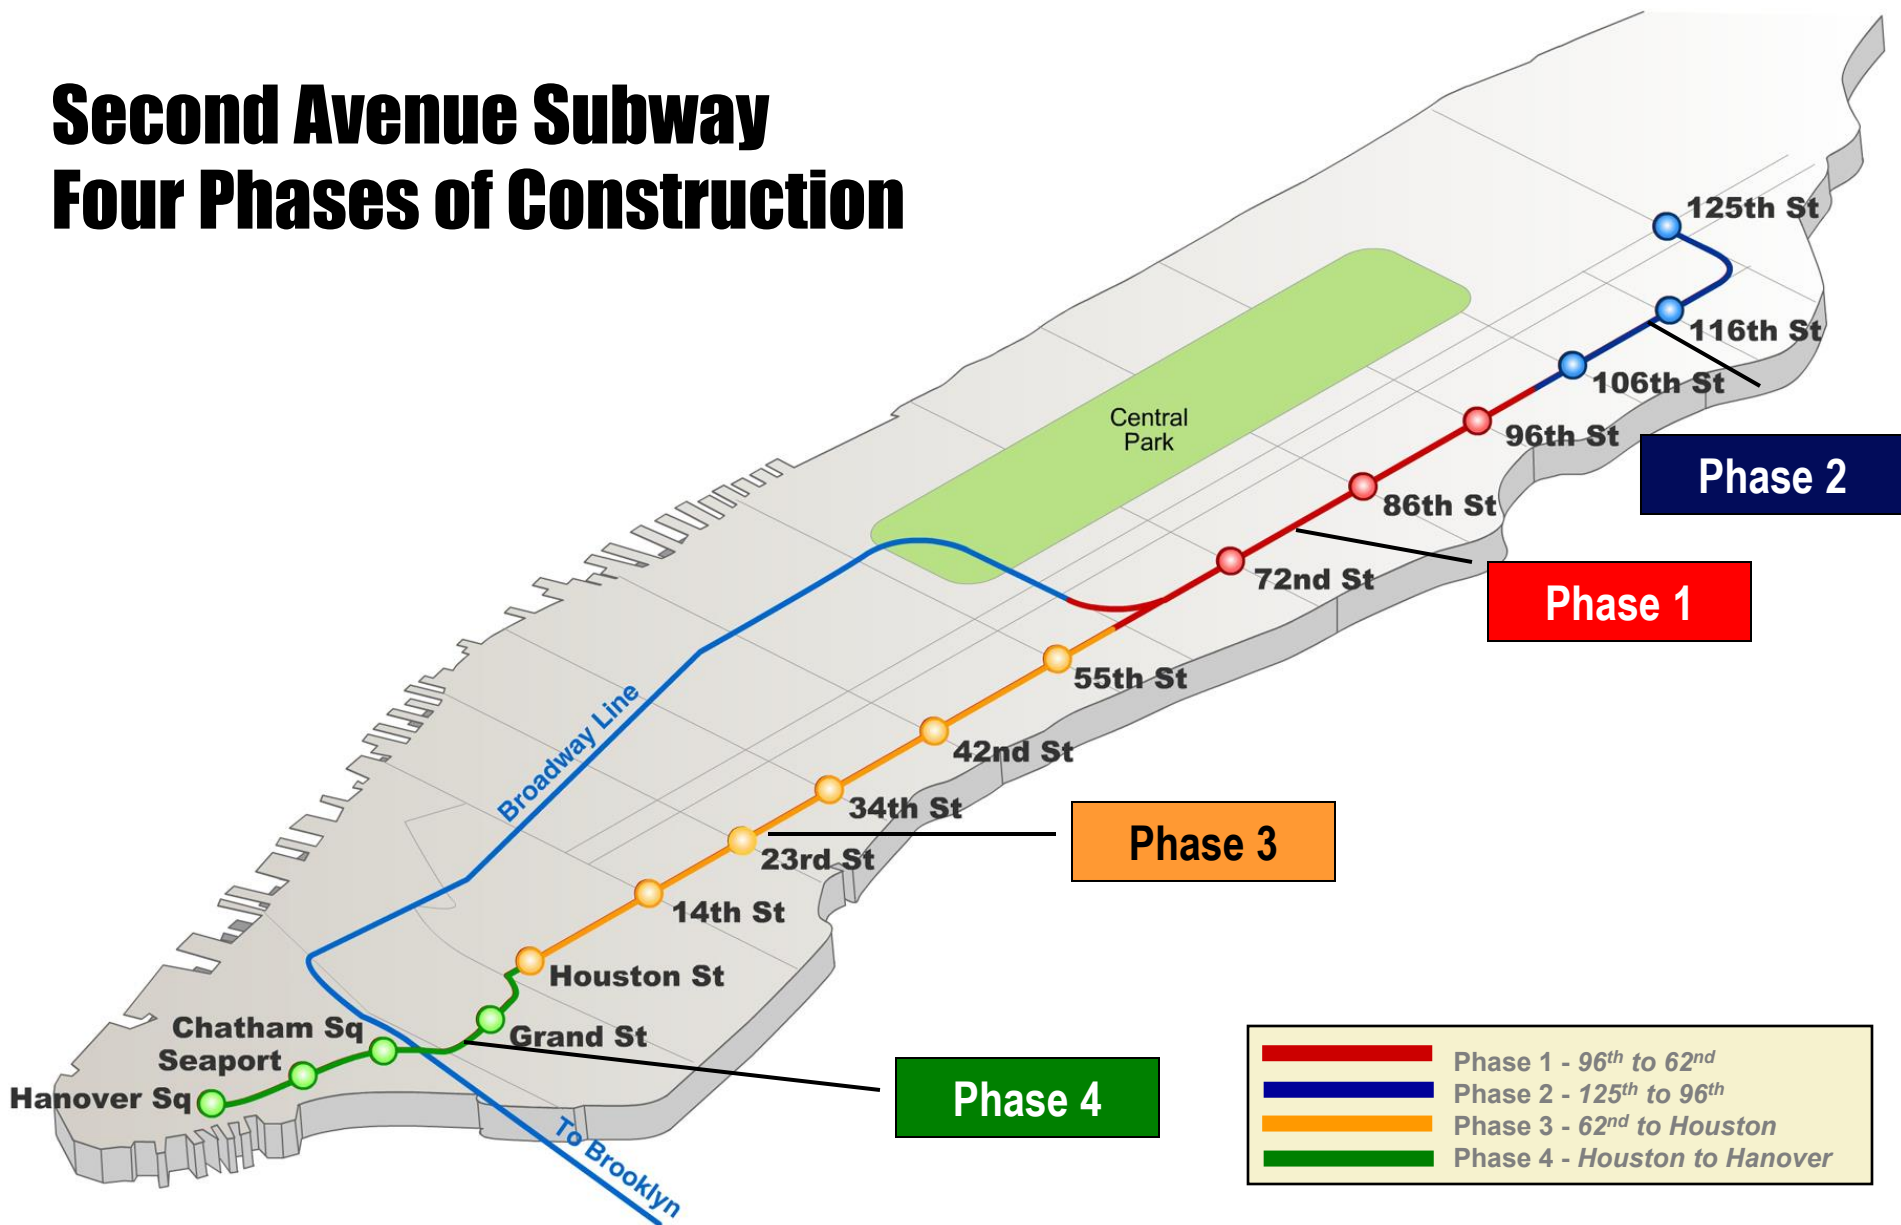 Second Avenue Subway
Four Phases of Construction
125th St
116th St
106th St
96th St
Phase 2
Central
Park
86th St
72nd St
Phase 1
55th St
Broadway Line
42nd St
34th St
Phase 3
23rd St
14th St
Houston St
Chatham Sq
Grand St
Seaport
Hanover Sq
Phase 4
To Brooklyn
Phase 1 - 96th to 62nd
Phase 2 - 125th to 96th
Phase 3 - 62nd to Houston
Phase 4 - Houston to Hanover